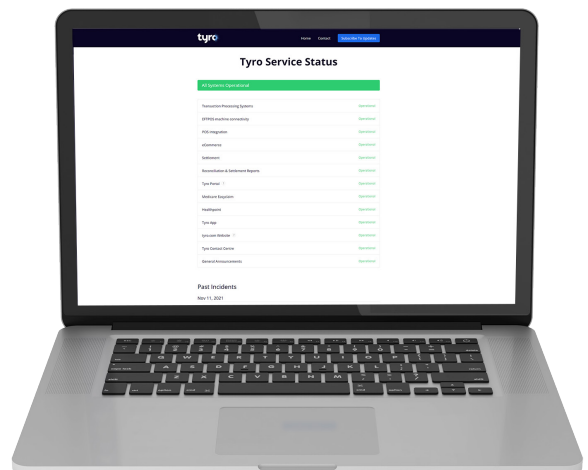 tyro
Home Contact Subscribe To Updates
Tyro Service Status
All Systems Operational
Transaction Processing Systems Operational
EFTPOS machine connectivity Operational
POS integration Operational
eCommerce Operational
Settlement Operational
Reconciliation & Settlement Reports Operational
Tyro Portal ? Operational
Medicare Easyclaim Operational
Healthpoint Operational
Tyro App Operational
tyro.com Website ? Operational
Tyro Contact Centre Operational
General Announcements Operational
Past Incidents
Nov 11, 2021